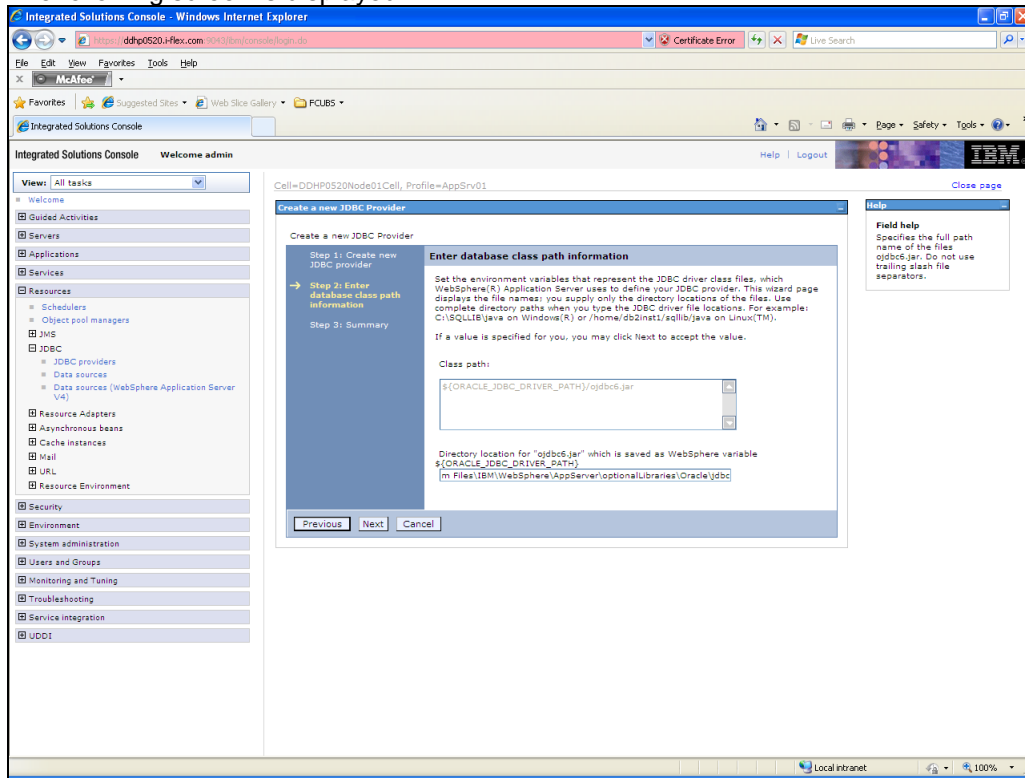 Integrated Solutions Console - Windows Internet Explorer
https://ddhp0520.i-flex.com:9043/ibm/console/login.do
Certificate Error
Live Search
File Edit View Favorites Tools Help
McAfee
Favorites
Suggested Sites
Web Slice Gallery
FCUBS
Integrated Solutions Console
Page
Safety
Tools
Integrated Solutions Console Welcome admin
Help | Logout
IBM
View: All tasks
Welcome
Guided Activities
Servers
Applications
Services
Resources
Schedulers
Object pool managers
JMS
JDBC
JDBC providers
Data sources
Data sources (WebSphere Application Server
V4)
Resource Adapters
Asynchronous beans
Cache instances
Mail
URL
Resource Environment
Security
Environment
System administration
Users and Groups
Monitoring and Tuning
Troubleshooting
Service integration
UDDI
Cell=DDHP0520Node01Cell, Profile=AppSrv01
Close page
Create a new JDBC Provider
Create a new JDBC Provider
Step 1: Create new
JDBC provider
Step 2: Enter
database class path
information
Step 3: Summary
Enter database class path information
Set the environment variables that represent the JDBC driver class files, which
WebSphere(R) Application Server uses to define your JDBC provider. This wizard page
displays the file names; you supply only the directory locations of the files. Use
complete directory paths when you type the JDBC driver file locations. For example:
C:\SQLLIB\java on Windows(R) or /home/db2inst1/sqllib/java on Linux(TM).
If a value is specified for you, you may click Next to accept the value.
Class path:
${ORACLE_JDBC_DRIVER_PATH}/ojdbc6.jar
Directory location for "ojdbc6.jar" which is saved as WebSphere variable
${ORACLE_JDBC_DRIVER_PATH}
m Files\IBM\WebSphere\AppServer\optionalLibraries\Oracle\jdbc
Previous Next Cancel
Help
Field help
Specifies the full path
name of the files
ojdbc6.jar. Do not use
trailing slash file
separators.
Local intranet
100%